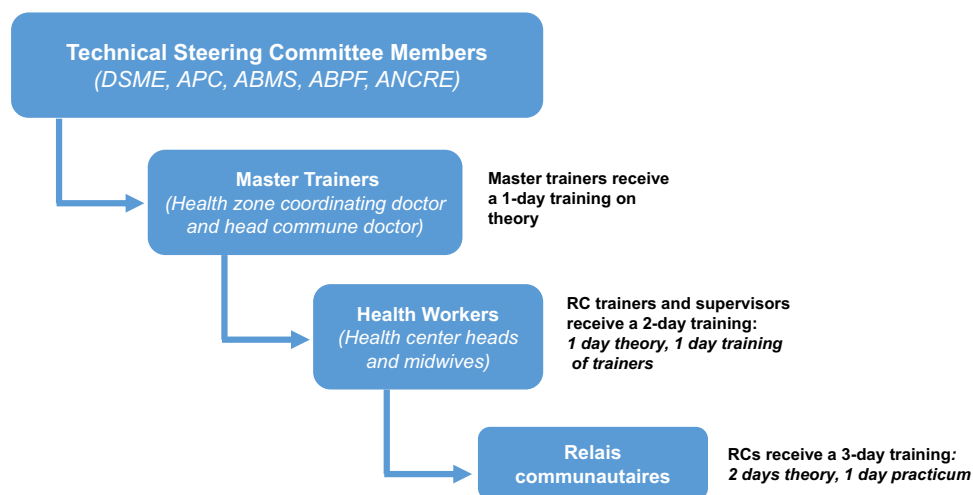 Technical Steering Committee Members
(DSME, APC, ABMS, ABPF, ANCRE)
Master Trainers
(Health zone coordinating doctor
and head commune doctor)
Master trainers receive
a 1-day training on
theory
Health Workers
(Health center heads
and midwives)
RC trainers and supervisors
receive a 2-day training:
1 day theory, 1 day training
of trainers
Relais
communautaires
RCs receive a 3-day training:
2 days theory, 1 day practicum